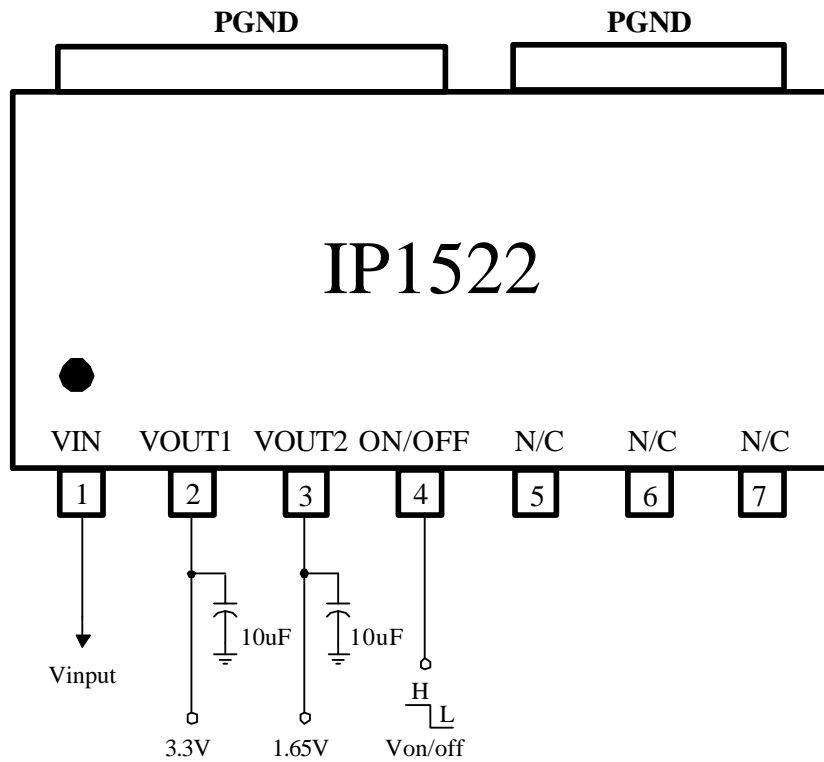 PGND PGND
IP1522
VIN VOUT1 VOUT2 ON/OFF N/C N/C N/C
1 2 3 4 5 6 7
10uF 10uF
Vinput
H
L
3.3V 1.65V Von/off